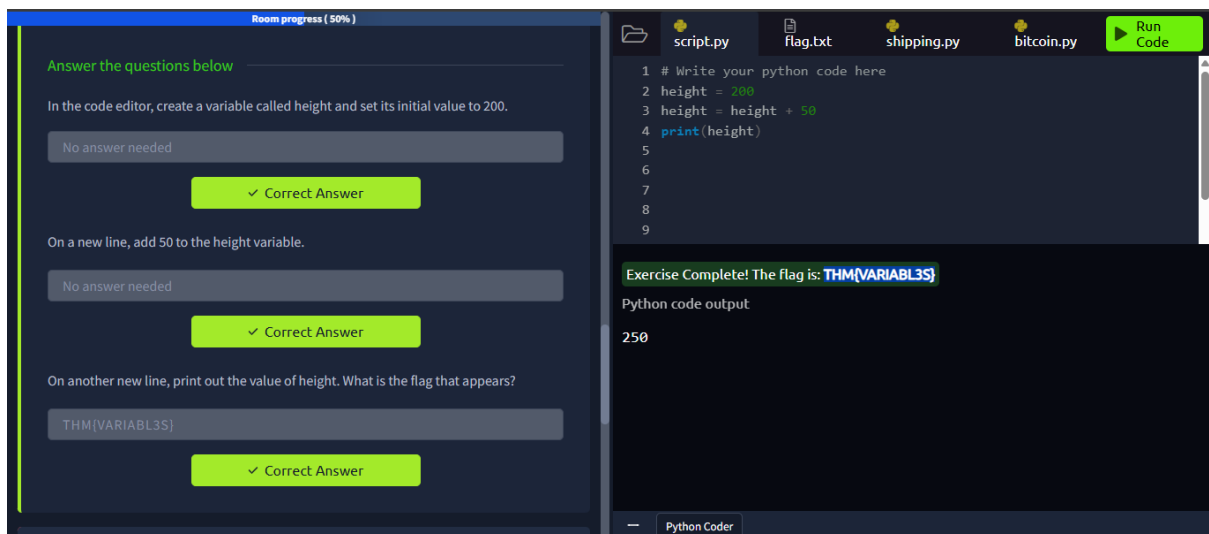 Room progress ( 50% )
Answer the questions below
In the code editor, create a variable called height and set its initial value to 200.
No answer needed
✓ Correct Answer
On a new line, add 50 to the height variable.
No answer needed
✓ Correct Answer
On another new line, print out the value of height. What is the flag that appears?
THM{VARIABL3S}
✓ Correct Answer
script.py
flag.txt
shipping.py
bitcoin.py
Run
Code
1 # Write your python code here
2 height = 200
3 height = height + 50
4 print(height)
5
6
7
8
9
Exercise Complete! The flag is: THM{VARIABL3S}
Python code output
250
Python Coder